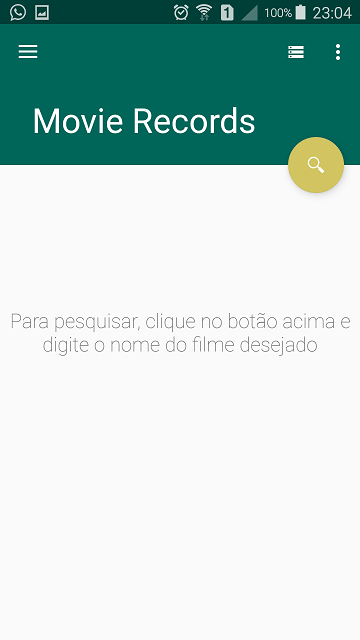 1 100% 23:04
Movie Records
Para pesquisar, clique no botão acima e
digite o nome do filme desejado